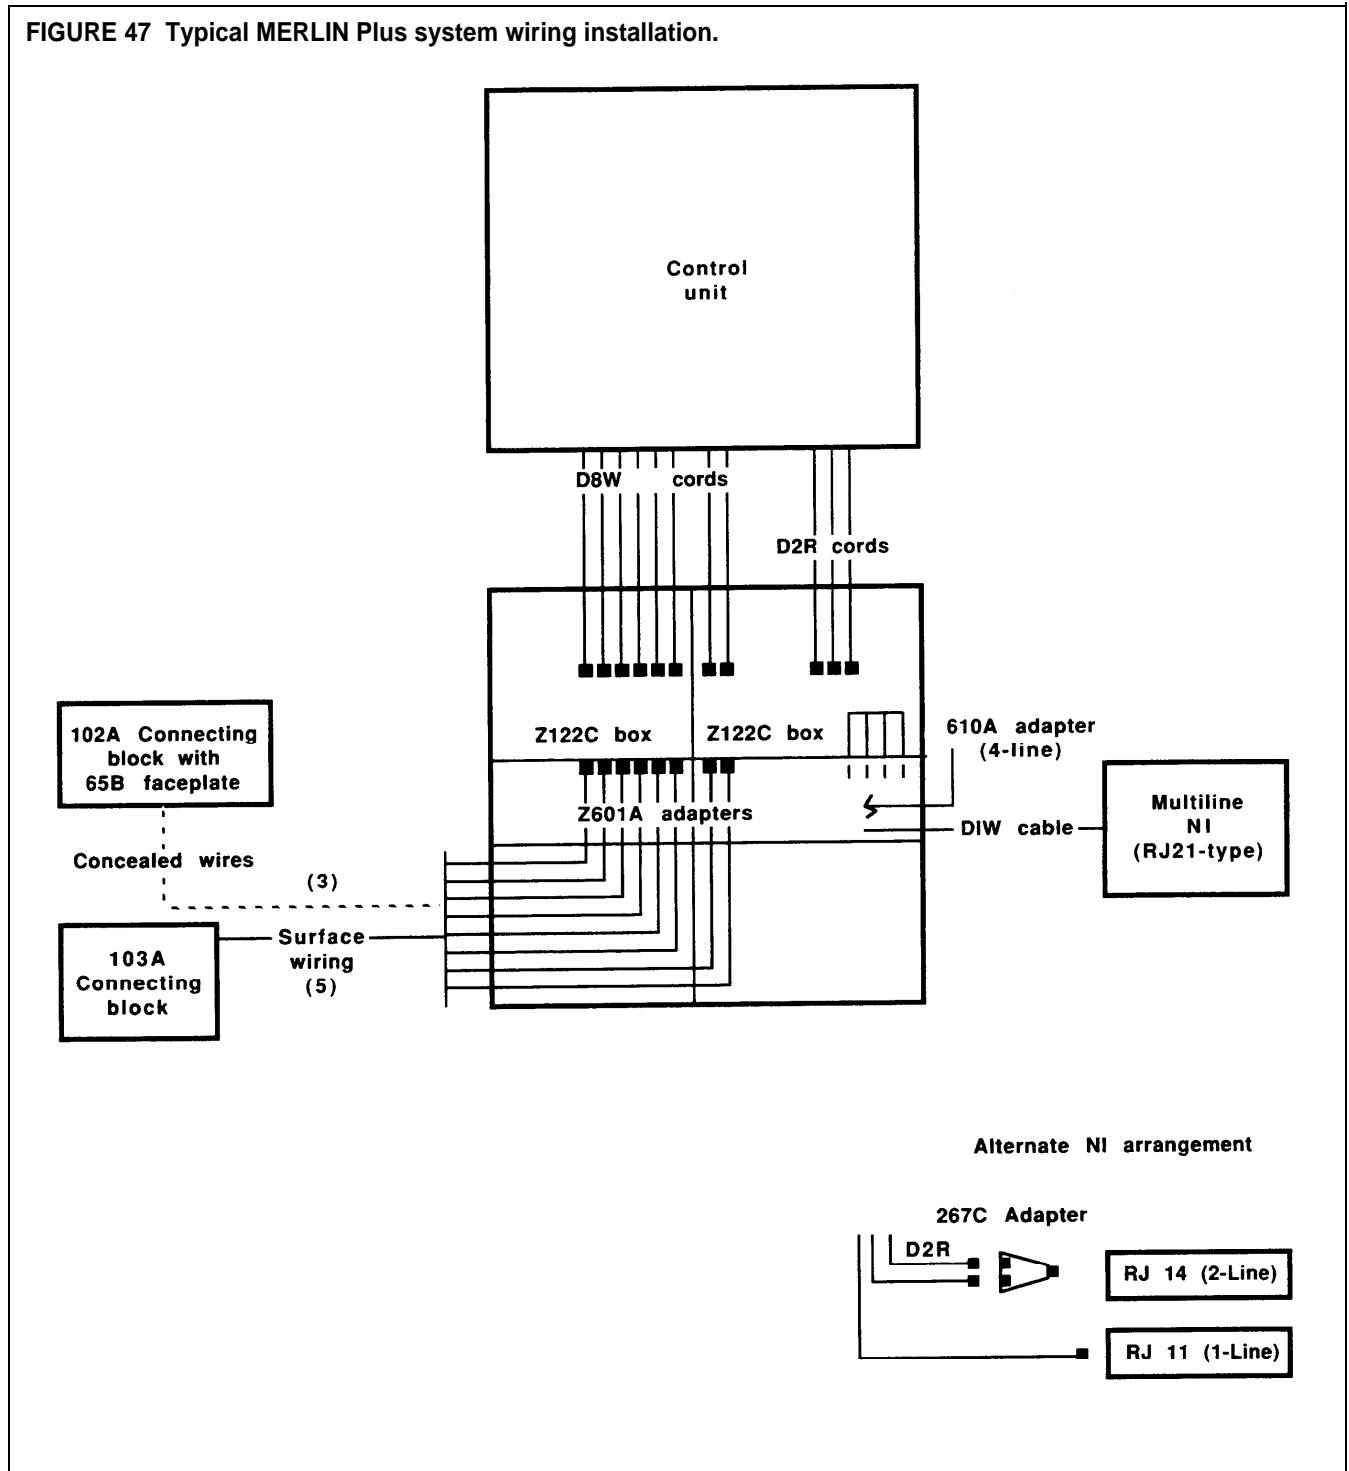 FIGURE 47 Typical MERLIN Plus system wiring installation.
Control
unit
D8W cords
D2R cords
102A Connecting
block with
65B faceplate
Z122C box
Z122C box
610A adapter
(4-line)
Multiline
NI
(RJ21-type)
Z601A adapters
DIW cable
Concealed wires
(3)
103A
Connecting
block
Surface
wiring
(5)
Alternate NI arrangement
267C Adapter
D2R
RJ 14 (2-Line)
RJ 11 (1-Line)